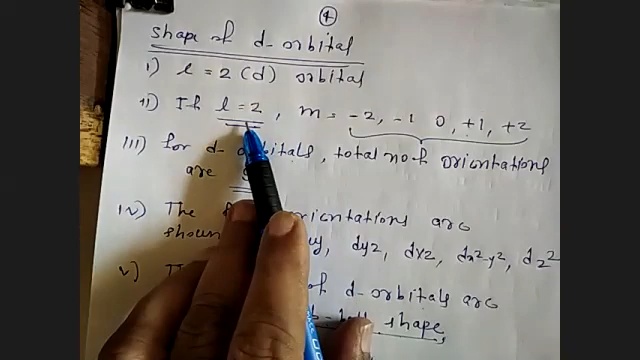 4
Shape of d-orbital
i) l = 2 (d) orbital
ii) If l = 2, m = -2, -1 0, +1, +2
iii) for d-orbitals, total no of orientations
are
iv) The orientations are
shown dyz, dxz, dx²-y², dz²
v) of d-orbitals are
shape